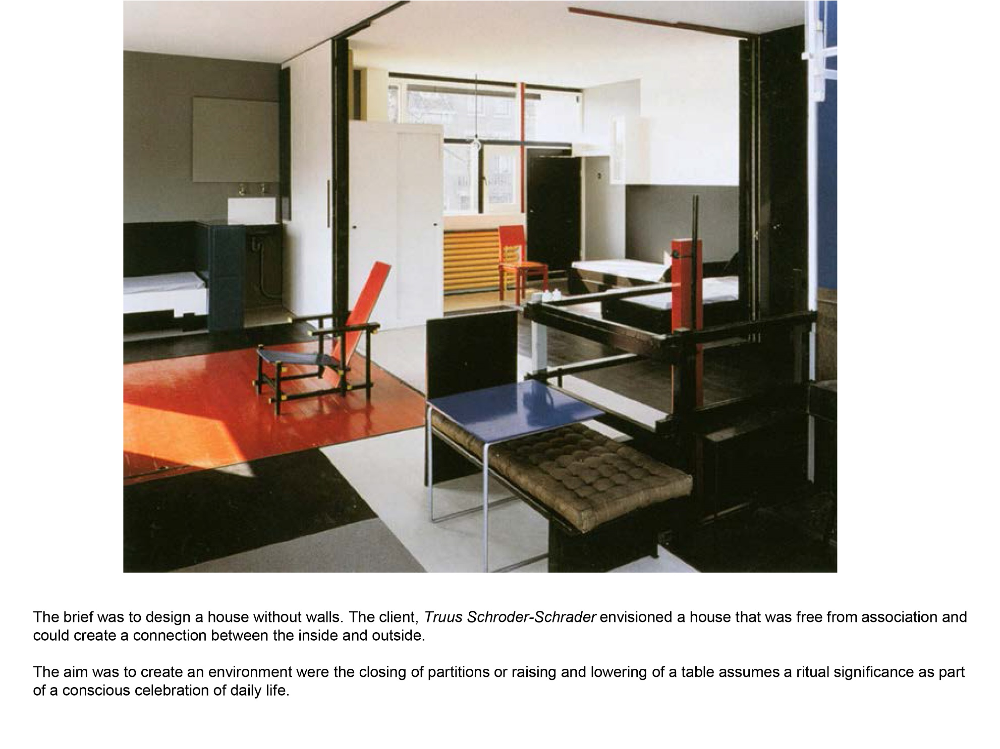 The brief was to design a house without walls. The client, Truus Schroder-Schrader envisioned a house that was free from association and
could create a connection between the inside and outside.
The aim was to create an environment were the closing of partitions or raising and lowering of a table assumes a ritual significance as part
of a conscious celebration of daily life.